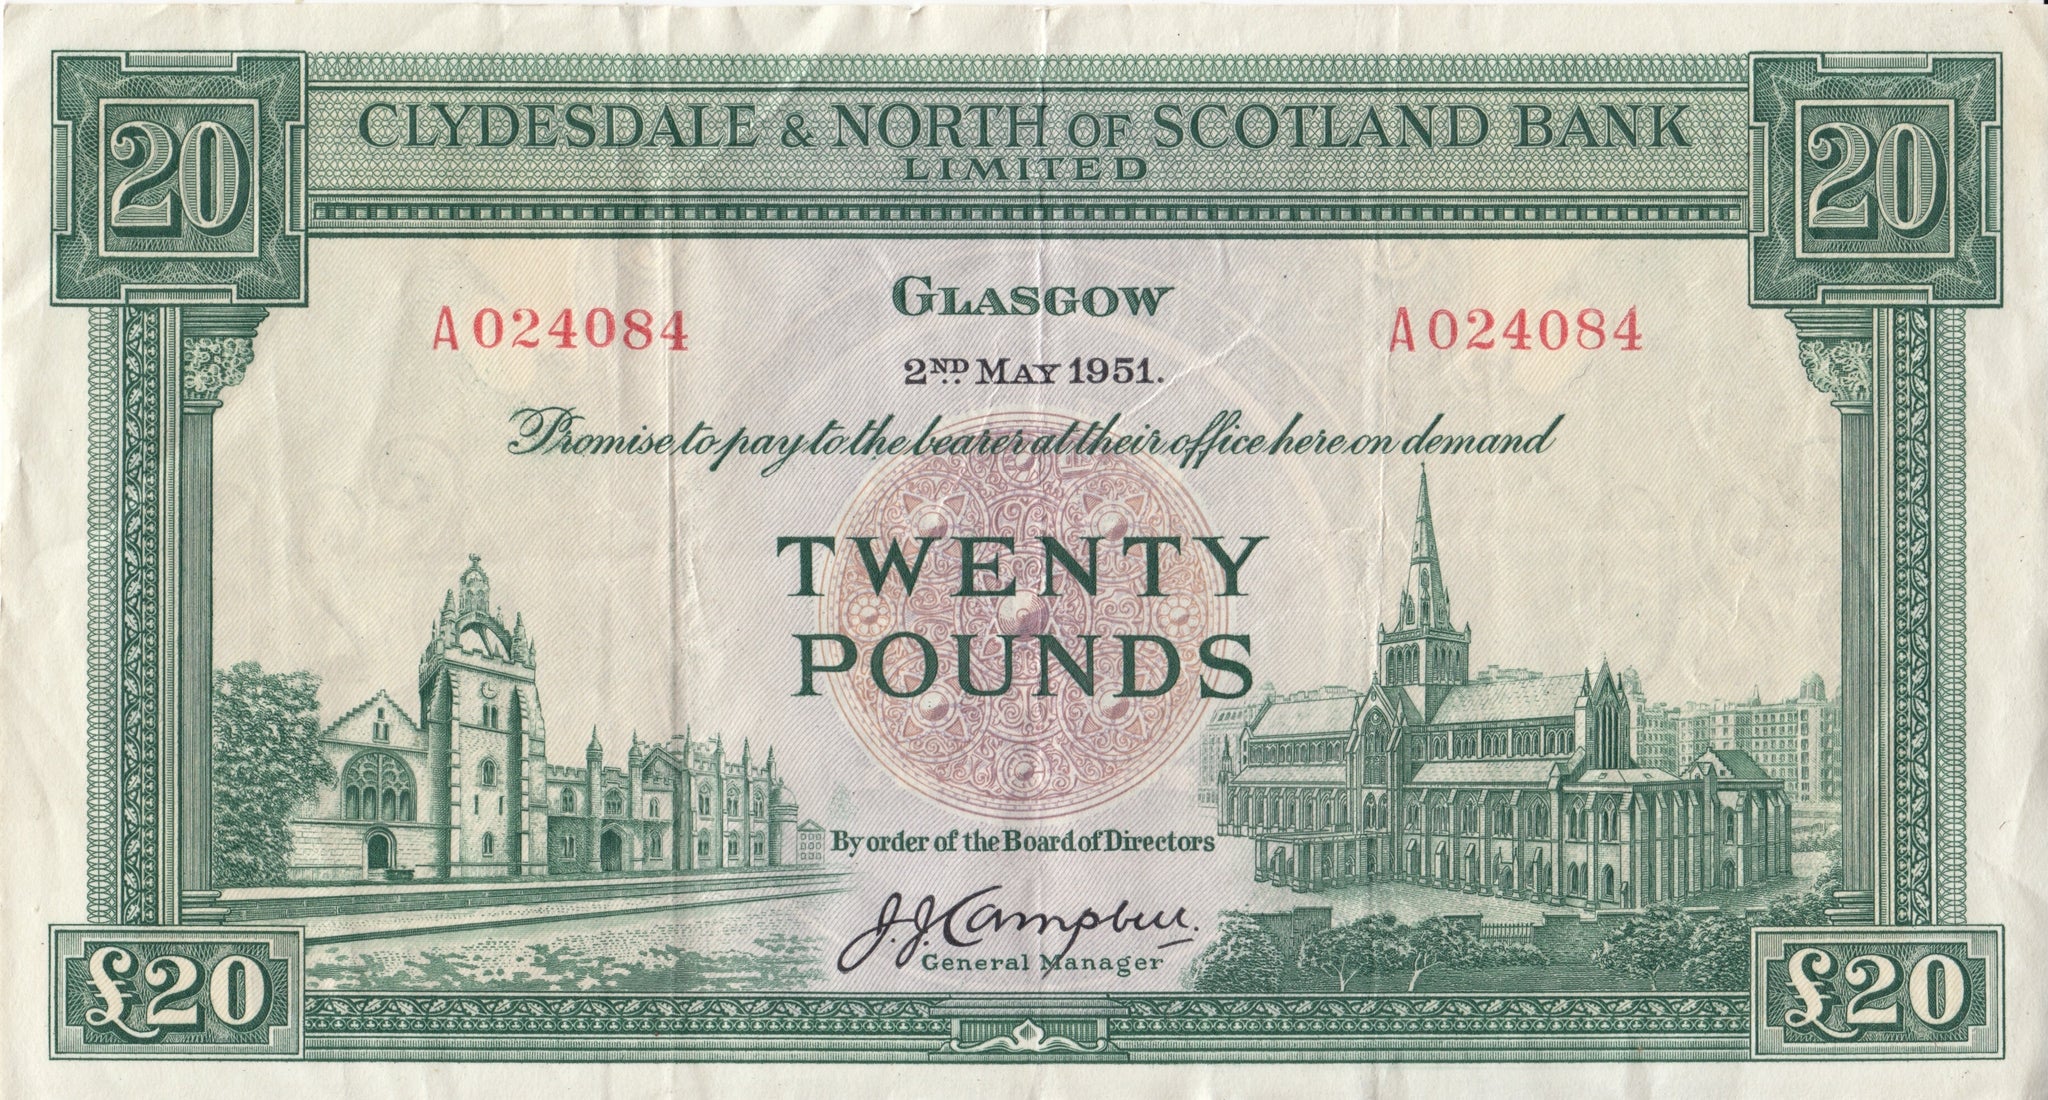 20 CLYDESDALE & NORTH OF SCOTLAND BANK 20
LIMITED
GLASGOW
A024084 A024084
2ND MAY 1951.
Promise to pay to the bearer at their office here on demand
TWENTY
POUNDS
By order of the Board of Directors
J. J. Campbell.
General Manager
£20 £20